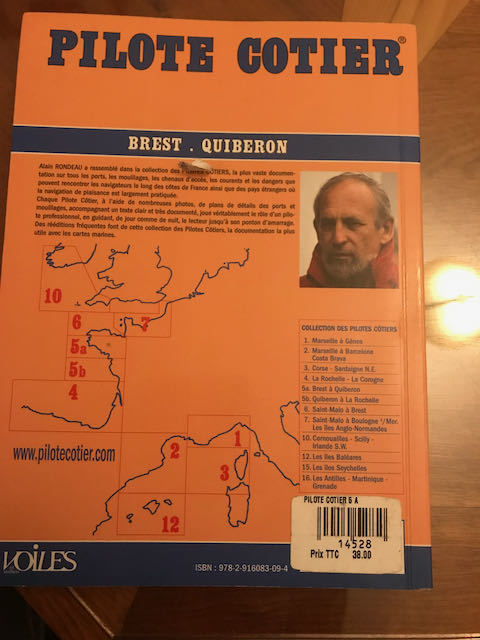 PILOTE COTIER®
BREST . QUIBERON
Alain RONDEAU a rassemblé dans la collection des PILOTES CÔTIERS, la plus vaste documen-
tation sur tous les ports, les mouillages, les chenaux d'accès, les courants et les dangers que
peuvent rencontrer les navigateurs le long des côtes de France ainsi que des pays étrangers où
la navigation de plaisance est largement pratiquée.
Chaque Pilote Côtier, à l'aide de nombreuses photos, de plans de détails des ports et
mouillages, accompagnant un texte clair et très documenté, joue véritablement le rôle d'un pilo-
te professionnel, en guidant, de jour comme de nuit, le lecteur jusqu'à son ponton d'amarrage.
Des rééditions fréquentes font de cette collection des Pilotes Côtiers, la documentation la plus
utile avec les cartes marines.
10
6
7
5a
5b
4
www.pilotecotier.com
2
1
3
12
COLLECTION DES PILOTES CÔTIERS
1. Marseille à Gênes
2. Marseille à Barcelone
Costa Brava
3. Corse - Sardaigne N.E.
4. La Rochelle - La Corogne
5a. Brest à Quiberon
5b. Quiberon à La Rochelle
6. Saint-Malo à Brest
7. Saint-Malo à Boulogne s/Mer.
Les îles Anglo-Normandes
10. Cornouailles - Scilly -
Irlande S.W.
12. Les îles Baléares
15. Les îles Seychelles
16. Les Antilles - Martinique -
Grenade
PILOTE COTIER 5 A
14528
Prix TTC 38.00
VOILES
ISBN : 978-2-916083-09-4